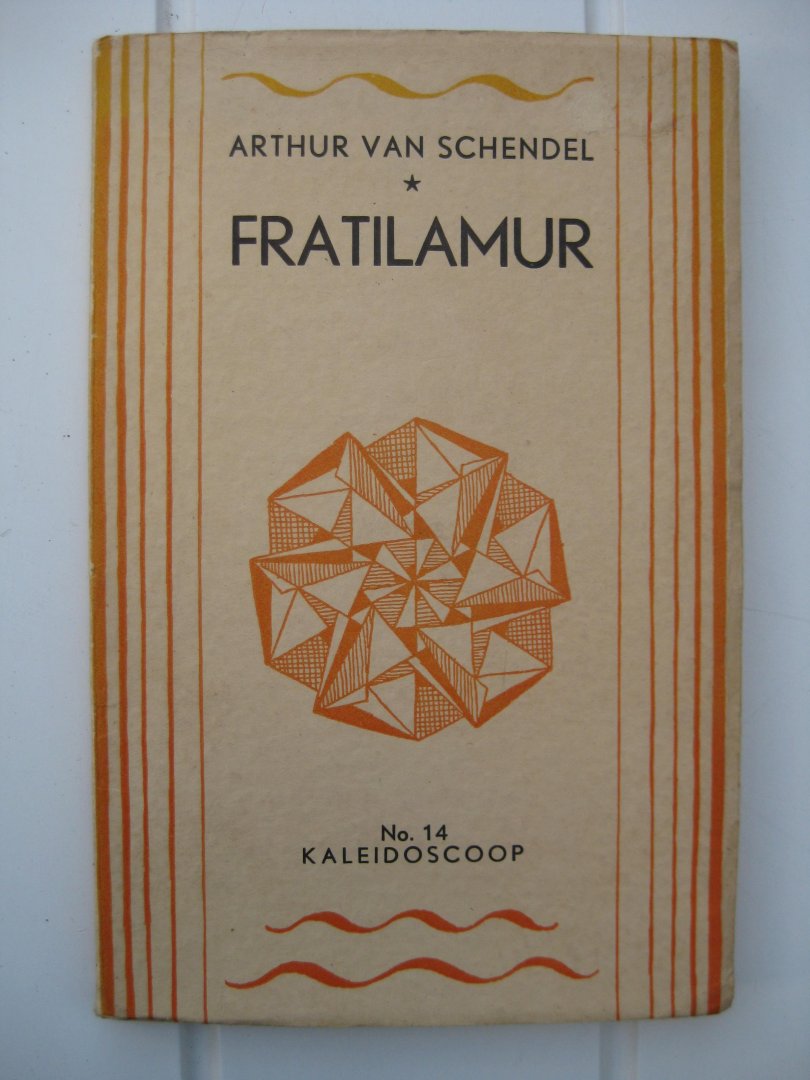 ARTHUR VAN SCHENDEL
★
FRATILAMUR
No. 14
KALEIDOSCOOP